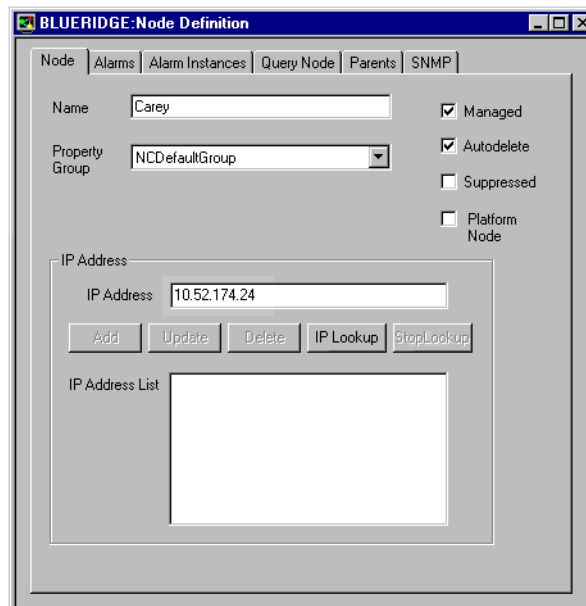 BLUERIDGE:Node Definition
Node Alarms Alarm Instances Query Node Parents SNMP
Name Carey Managed
Property Group NCDefaultGroup Autodelete
Suppressed
Platform Node
IP Address
IP Address 10.52.174.24
Add Update Delete IP Lookup StopLookup
IP Address List